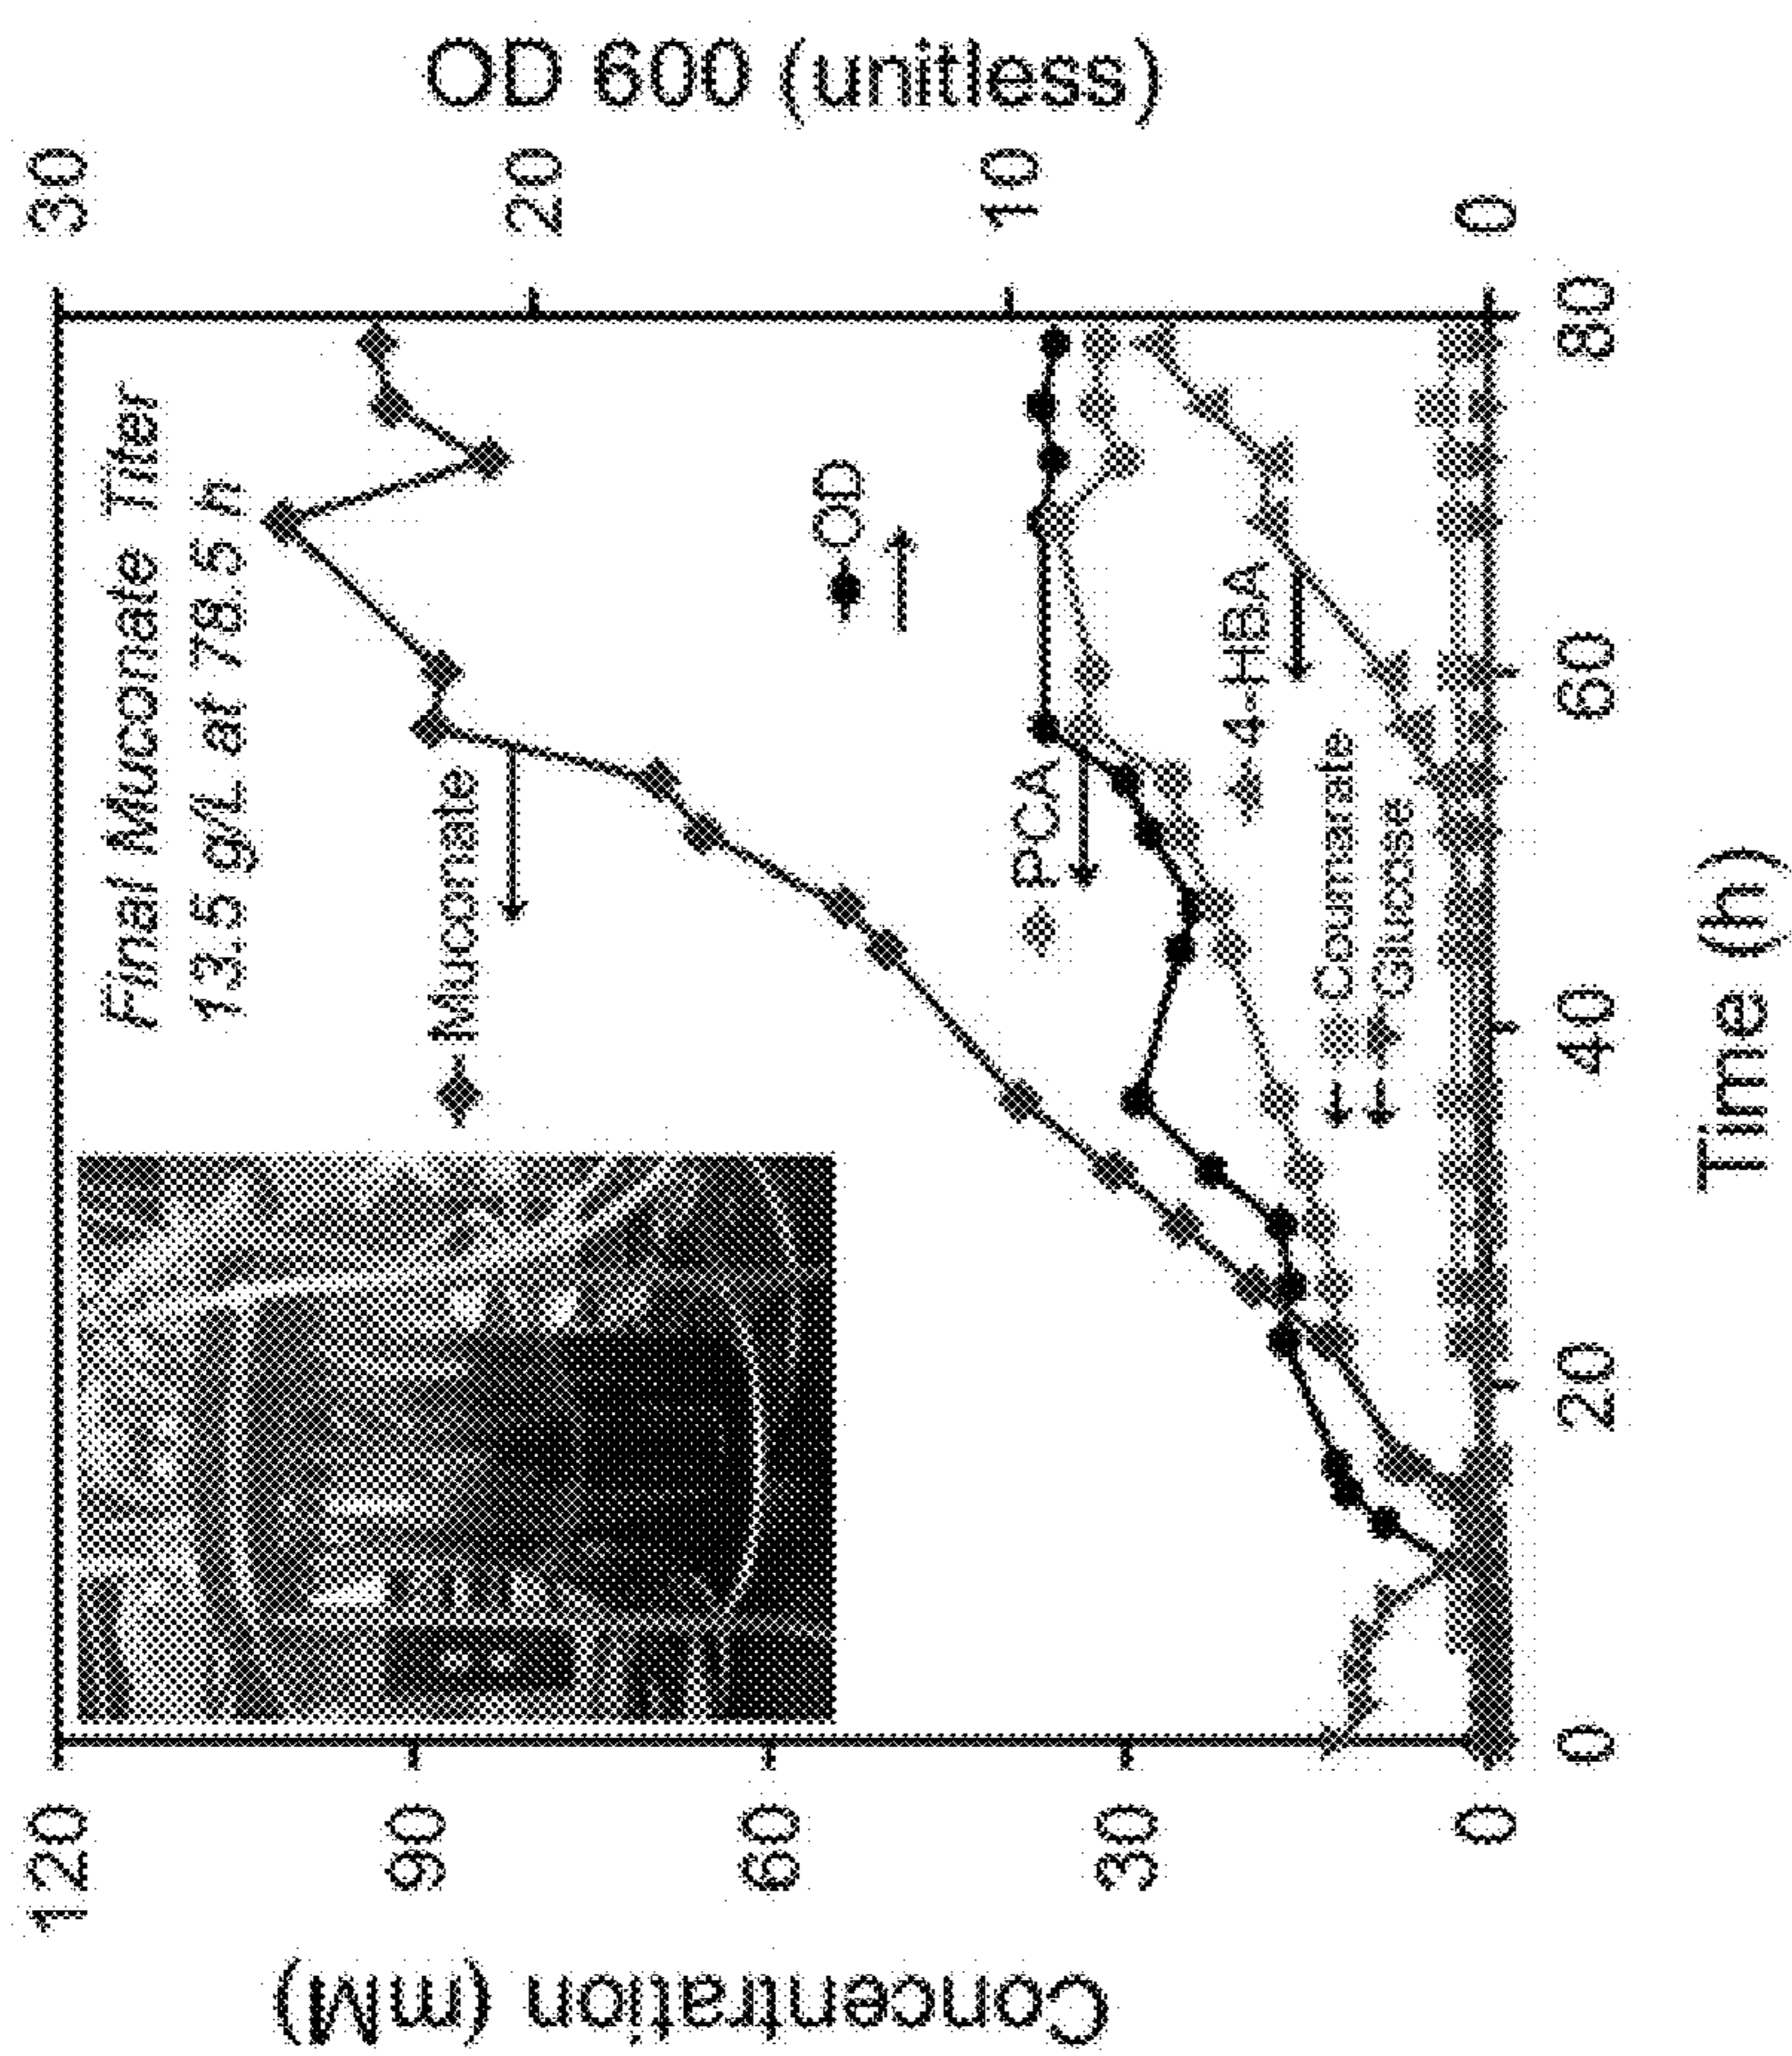 Final Muconate Titer
13.5 g/L at 78.5 h
Muconate
OD
PCA
4-HBA
Coumarate
Glucose
Concentration (mM)
120
90
60
30
0
OD 600 (unitless)
30
20
10
0
0
20
40
60
80
Time (h)